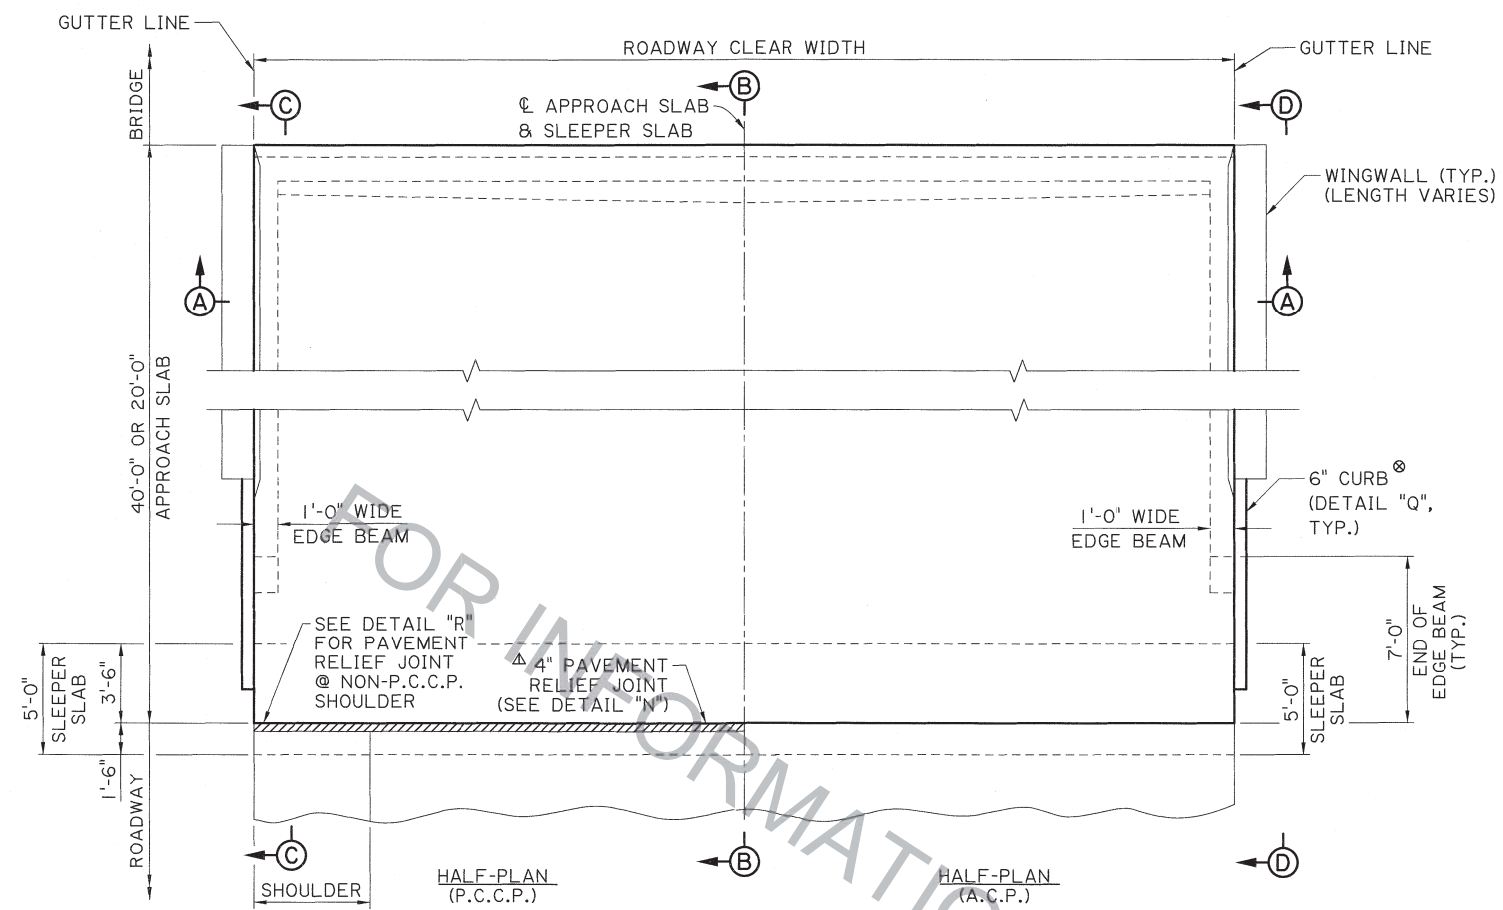 GUTTER LINE
ROADWAY CLEAR WIDTH
GUTTER LINE
BRIDGE
C
B
D
℄ APPROACH SLAB
& SLEEPER SLAB
WINGWALL (TYP.)
(LENGTH VARIES)
A
A
40'-0" OR 20'-0"
APPROACH SLAB
6" CURB ⊗
(DETAIL "Q",
TYP.)
1'-0" WIDE
EDGE BEAM
1'-0" WIDE
EDGE BEAM
SEE DETAIL "R"
FOR PAVEMENT
RELIEF JOINT
@ NON-P.C.C.P.
SHOULDER
⚠ 4" PAVEMENT
RELIEF JOINT
(SEE DETAIL "N")
5'-0"
SLEEPER
SLAB
3'-6"
1'-6"
ROADWAY
5'-0"
SLEEPER
SLAB
7'-0"
END OF
EDGE BEAM
(TYP.)
C
B
D
SHOULDER
HALF-PLAN
(P.C.C.P.)
HALF-PLAN
(A.C.P.)
FOR INFORMATIO